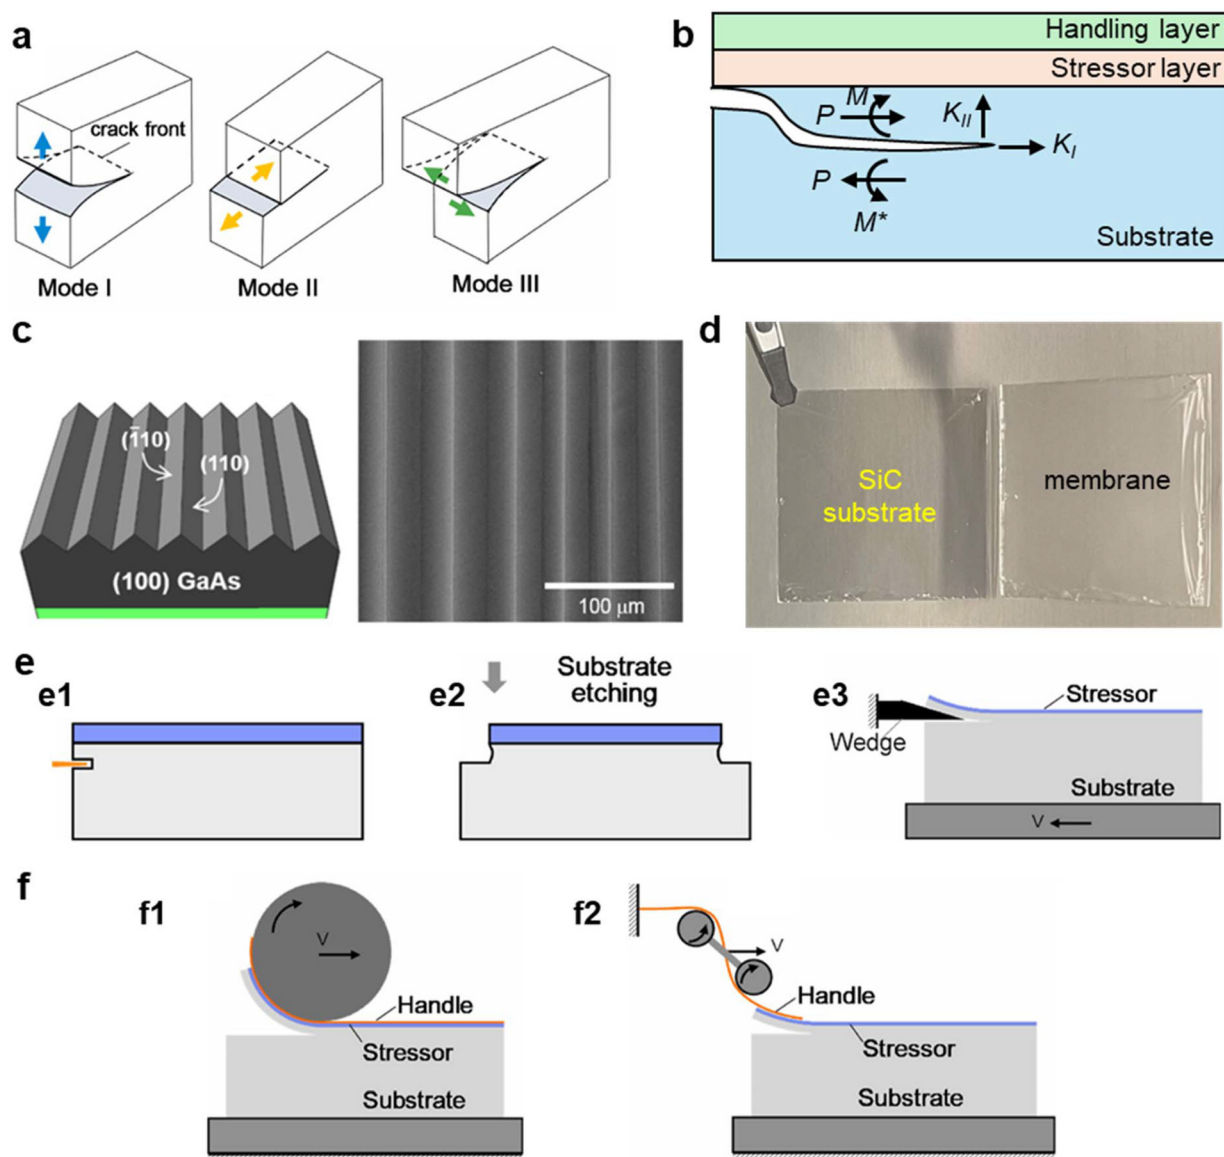 a
crack front
Mode I
Mode II
Mode III
b
Handling layer
Stressor layer
P
M
K_II
K_I
P
M*
Substrate
c
(1̄10)
(110)
(100) GaAs
100 μm
d
SiC
substrate
membrane
e
e1
e2
Substrate
etching
e3
Stressor
Wedge
Substrate
V
f
f1
V
Handle
Stressor
Substrate
f2
V
Handle
Stressor
Substrate